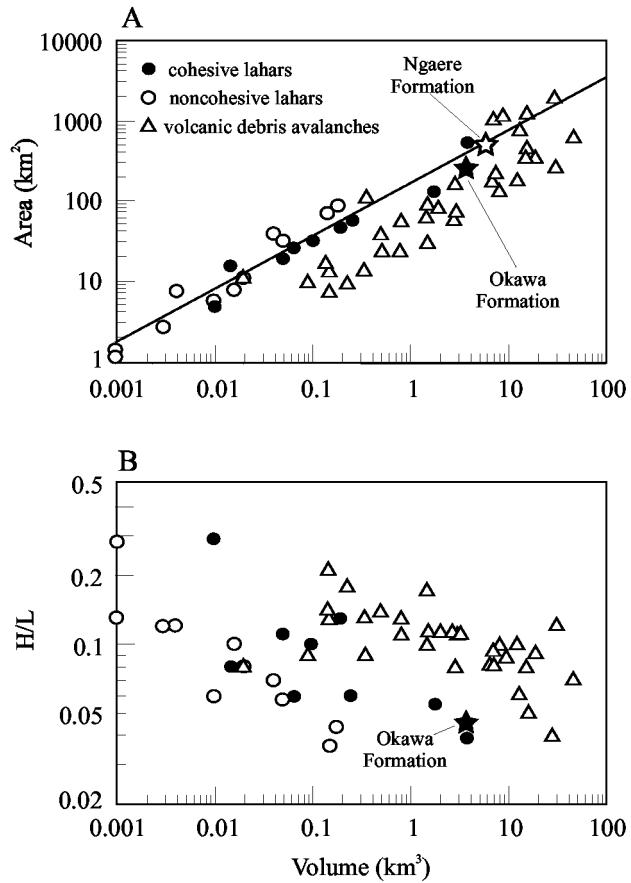 A
10000
1000
100
10
1
Area (km²)
cohesive lahars
noncohesive lahars
volcanic debris avalanches
Ngaere
Formation
Okawa
Formation
0.001
0.01
0.1
1
10
100
B
0.5
0.2
0.1
0.05
0.02
H/L
Okawa
Formation
0.001
0.01
0.1
1
10
100
Volume (km³)